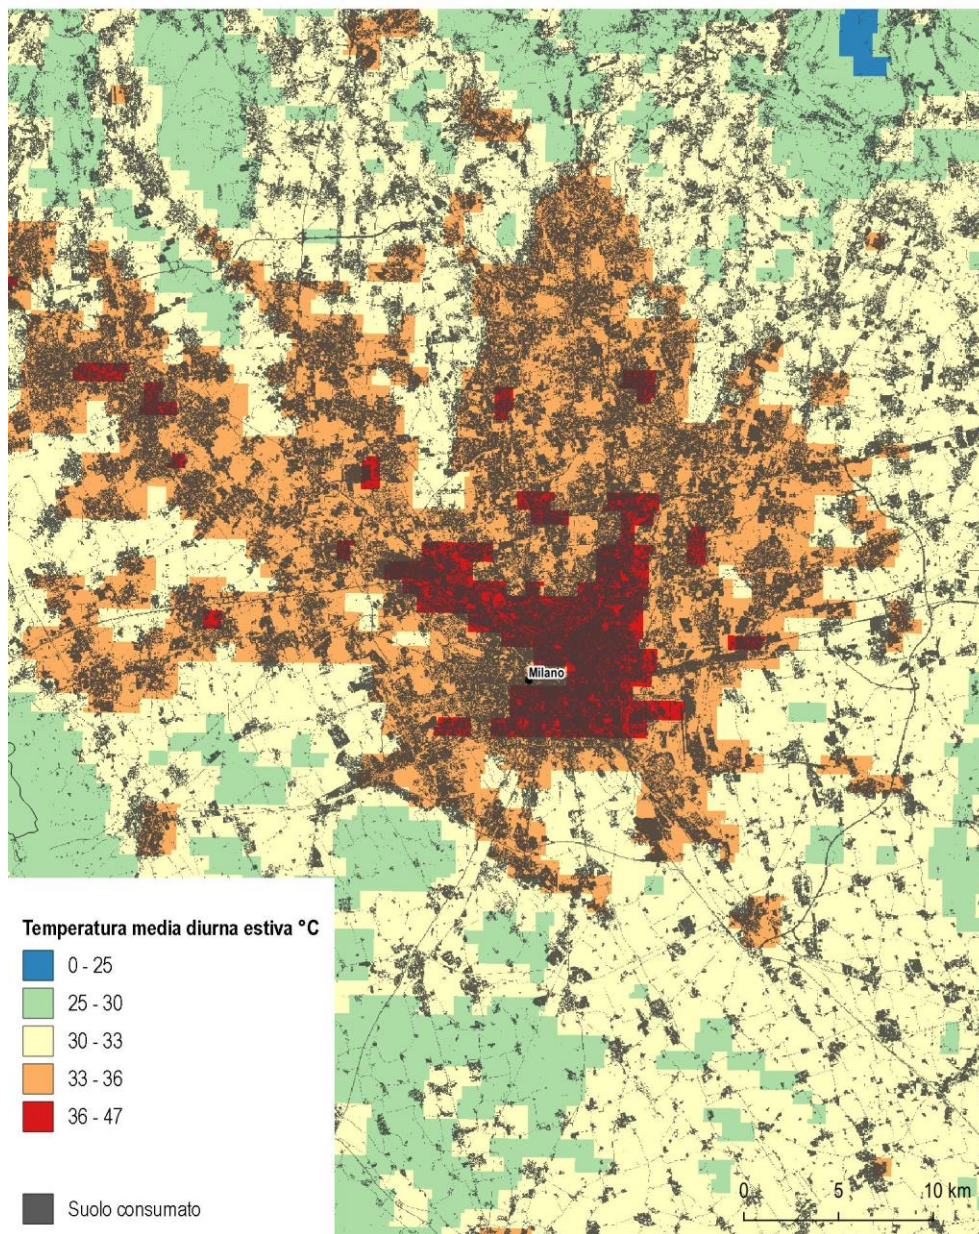 Milano
Temperatura media diurna estiva °C
0 - 25
25 - 30
30 - 33
33 - 36
36 - 47
Suolo consumato
0 5 10 km